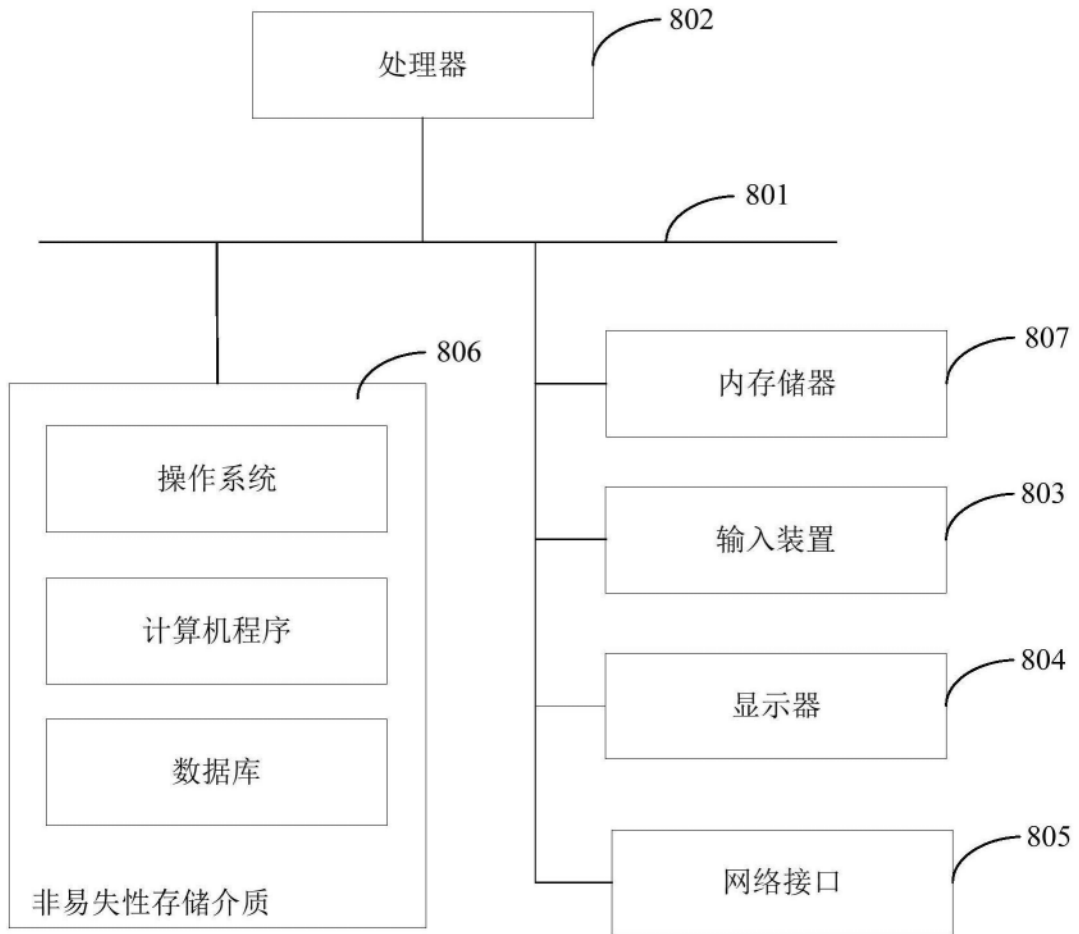 802
处理器
801
807
806
内存储器
操作系统
803
输入装置
计算机程序
804
显示器
数据库
805
网络接口
非易失性存储介质